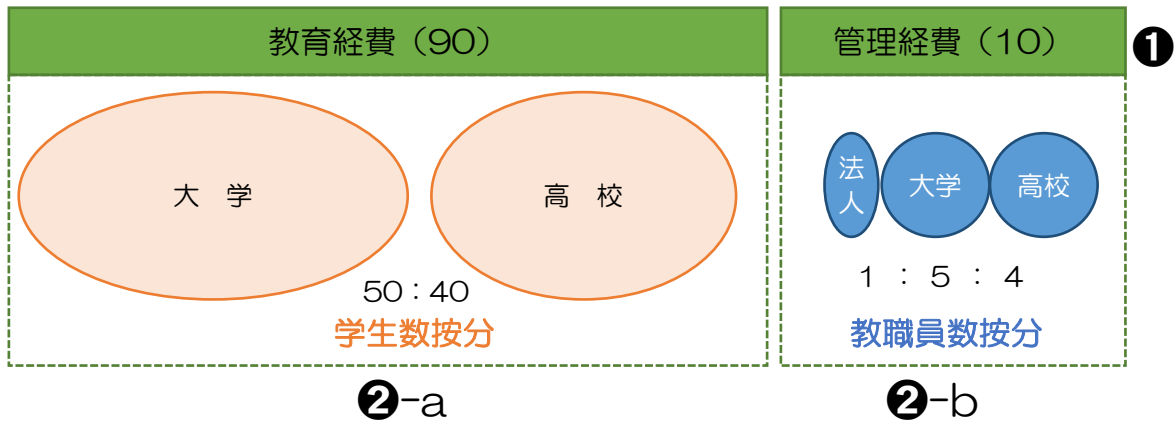 教育経費（90）
管理経費（10）
❶
大　学
高　校
法人
大学
高校
50：40
1　：　5　：　4
学生数按分
教職員数按分
❷-a
❷-b